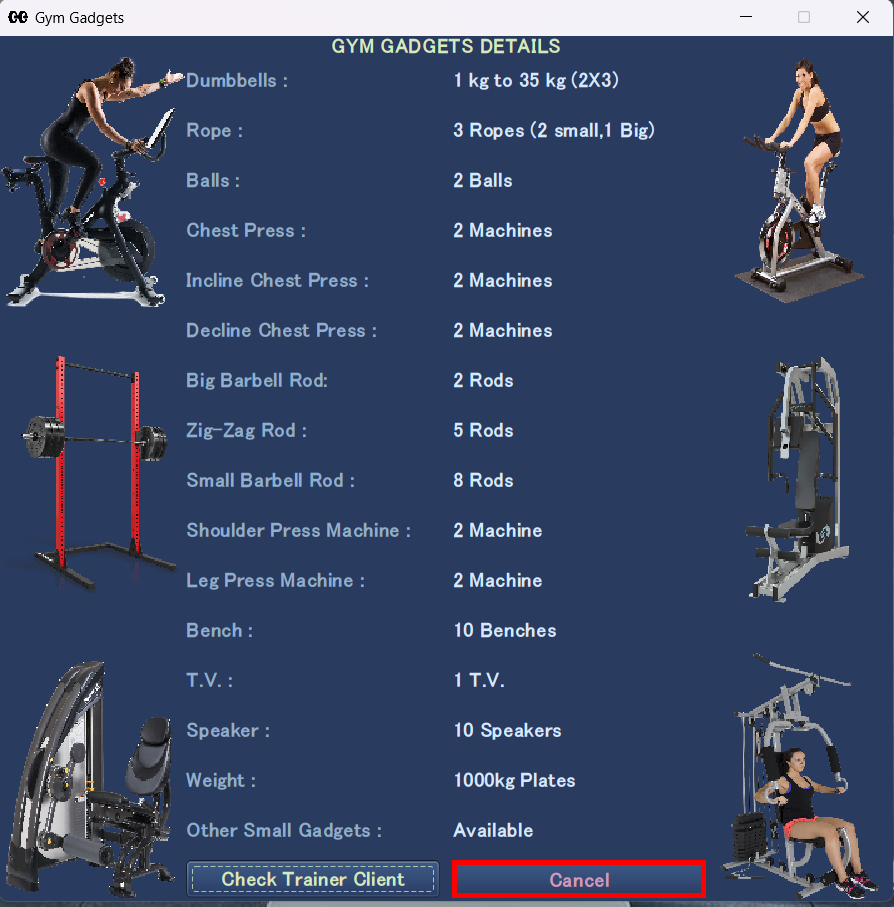 Gym Gadgets
GYM GADGETS DETAILS
Dumbbells : 1 kg to 35 kg (2X3)
Rope : 3 Ropes (2 small,1 Big)
Balls : 2 Balls
Chest Press : 2 Machines
Incline Chest Press : 2 Machines
Decline Chest Press : 2 Machines
Big Barbell Rod: 2 Rods
Zig-Zag Rod : 5 Rods
Small Barbell Rod : 8 Rods
Shoulder Press Machine : 2 Machine
Leg Press Machine : 2 Machine
Bench : 10 Benches
T.V. : 1 T.V.
Speaker : 10 Speakers
Weight : 1000kg Plates
Other Small Gadgets : Available
Check Trainer Client Cancel